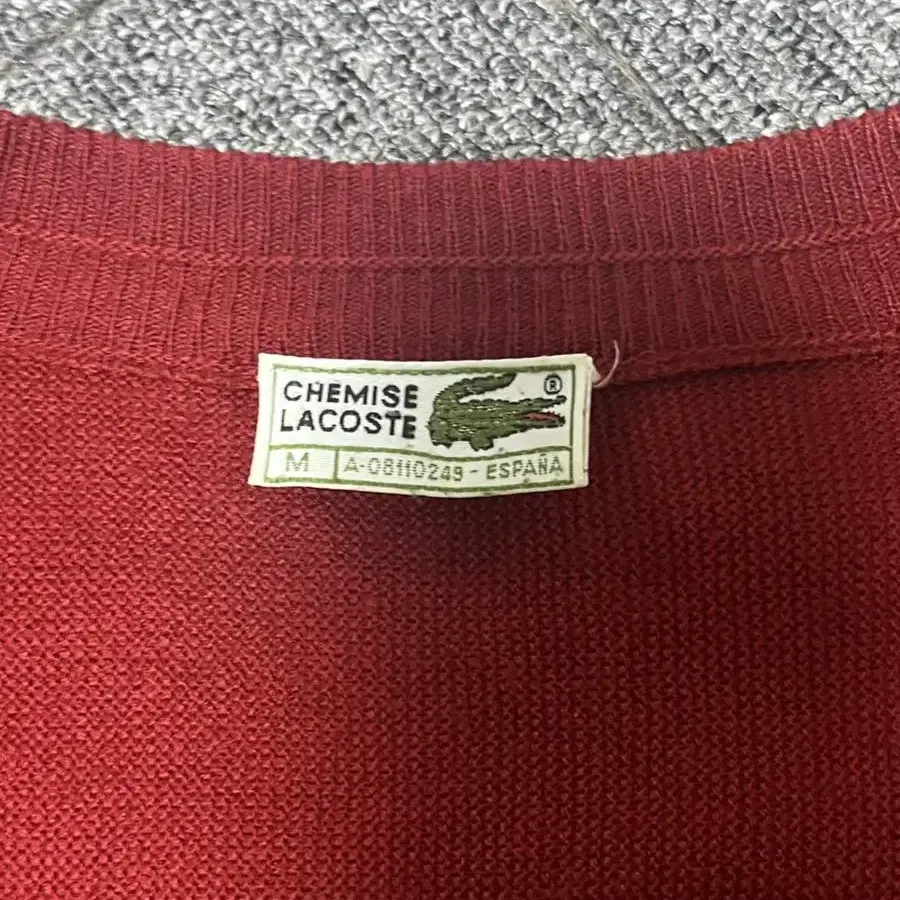 CHEMISE
LACOSTE ®
M A-08110249 - ESPAÑA